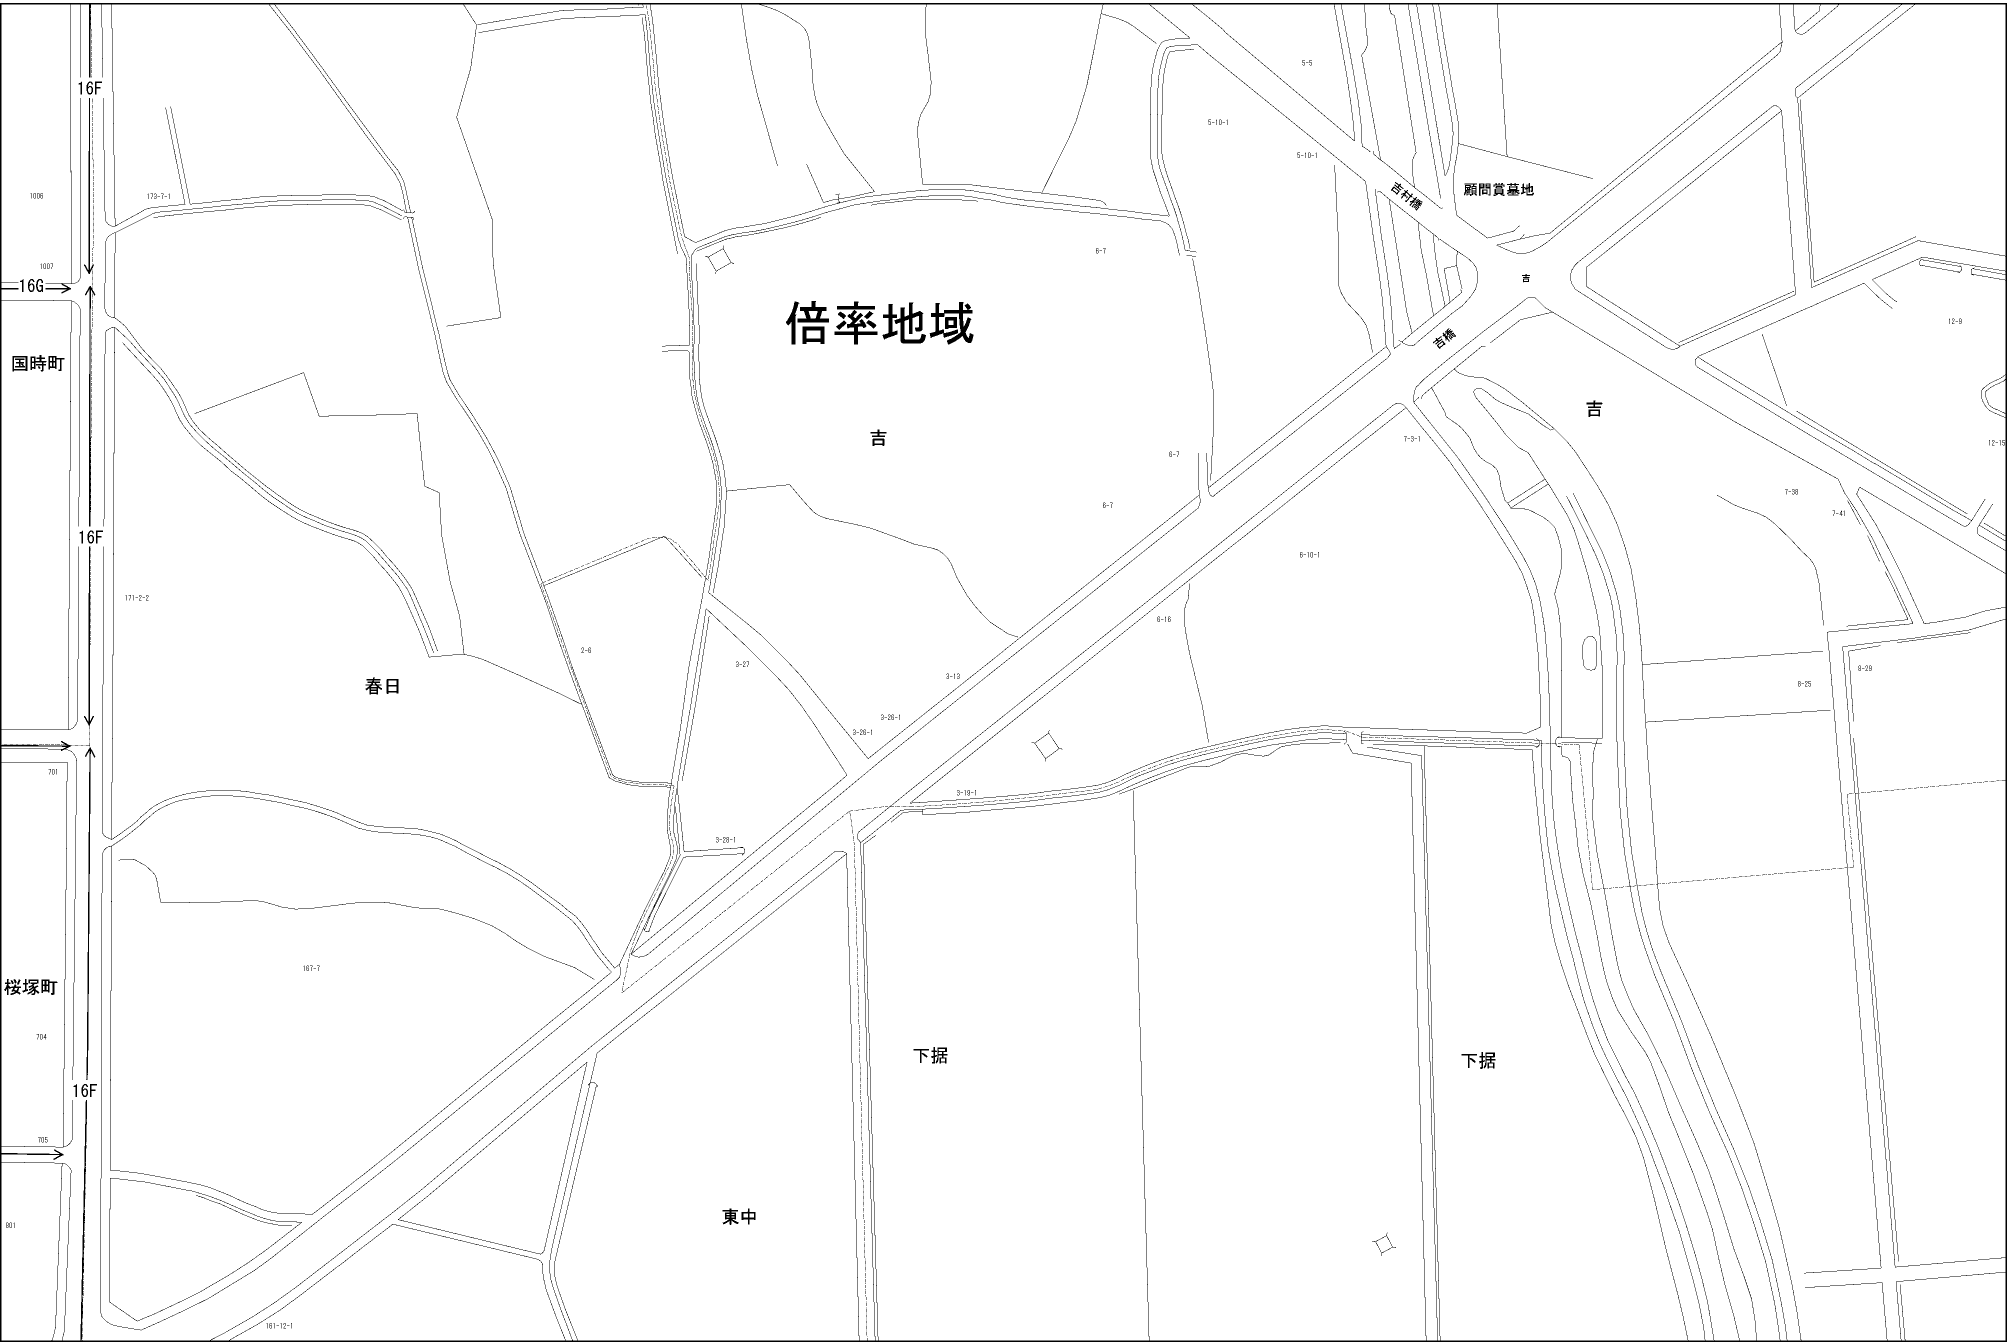 16F
5-5
5-10-1
5-10-1
1006
173-7-1
吉村橋
顧問賞墓地
6-7
1007
16G
吉
倍率地域
12-9
吉橋
国時町
吉
吉
7-3-1
12-15
6-7
7-38
6-7
7-41
16F
6-10-1
171-2-2
6-16
2-6
3-27
8-29
3-13
8-25
春日
3-26-1
3-26-1
701
3-19-1
3-28-1
167-7
桜塚町
704
下据
下据
16F
705
東中
801
161-12-1